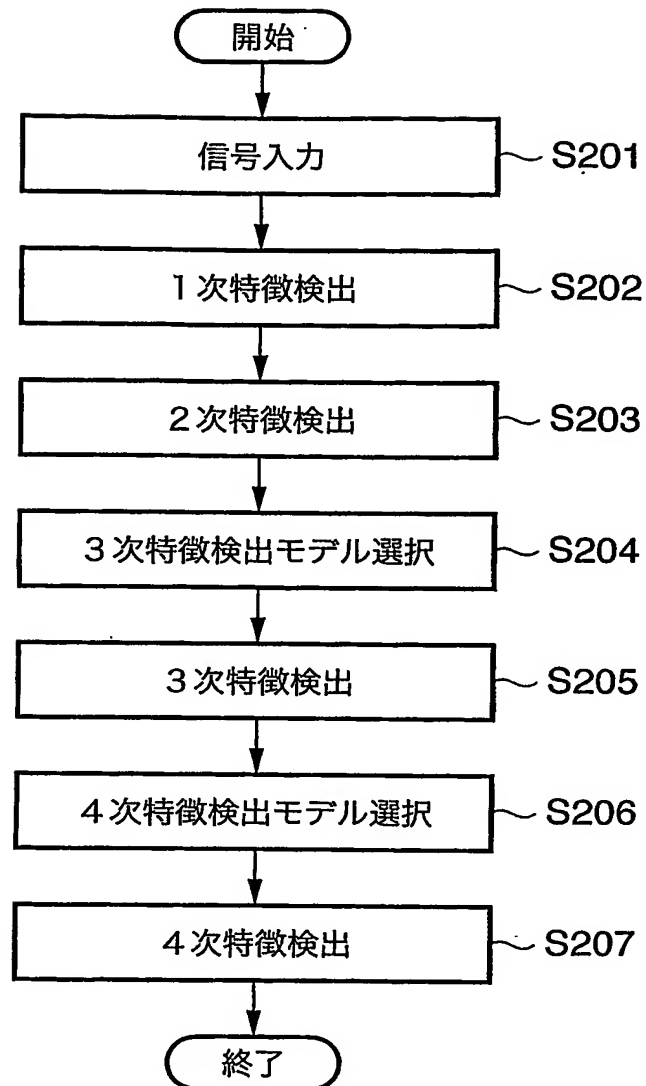 開始
信号入力 S201
1次特徴検出 S202
2次特徴検出 S203
3次特徴検出モデル選択 S204
3次特徴検出 S205
4次特徴検出モデル選択 S206
4次特徴検出 S207
終了